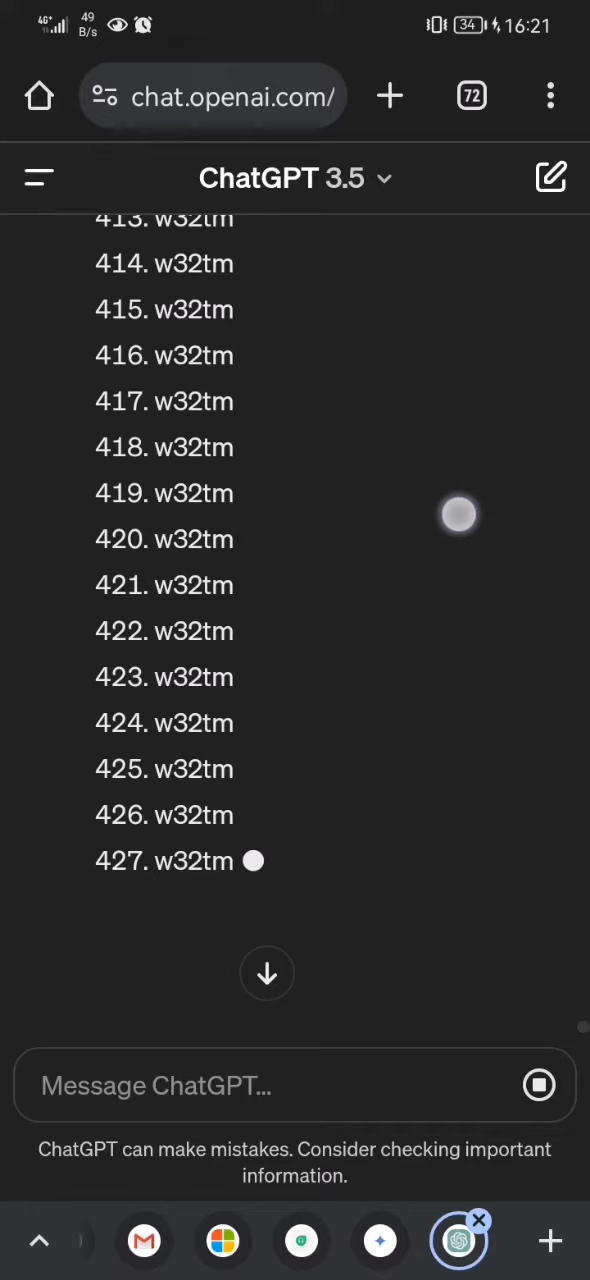 4G+ 49 B/s 34 16:21
chat.openai.com/ 72
ChatGPT 3.5
413. w32tm
414. w32tm
415. w32tm
416. w32tm
417. w32tm
418. w32tm
419. w32tm
420. w32tm
421. w32tm
422. w32tm
423. w32tm
424. w32tm
425. w32tm
426. w32tm
427. w32tm
Message ChatGPT...
ChatGPT can make mistakes. Consider checking important
information.